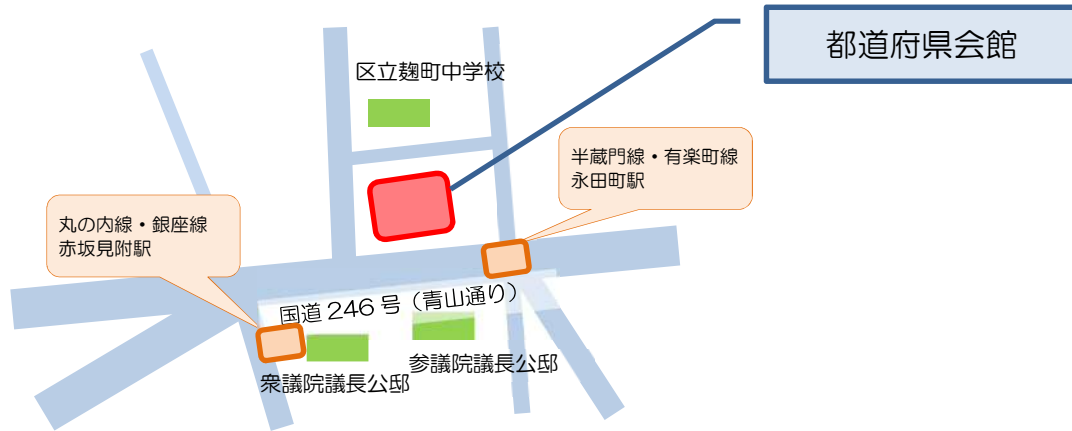 都道府県会館
区立麹町中学校
半蔵門線・有楽町線
永田町駅
丸の内線・銀座線
赤坂見附駅
国道 246 号（青山通り）
参議院議長公邸
衆議院議長公邸